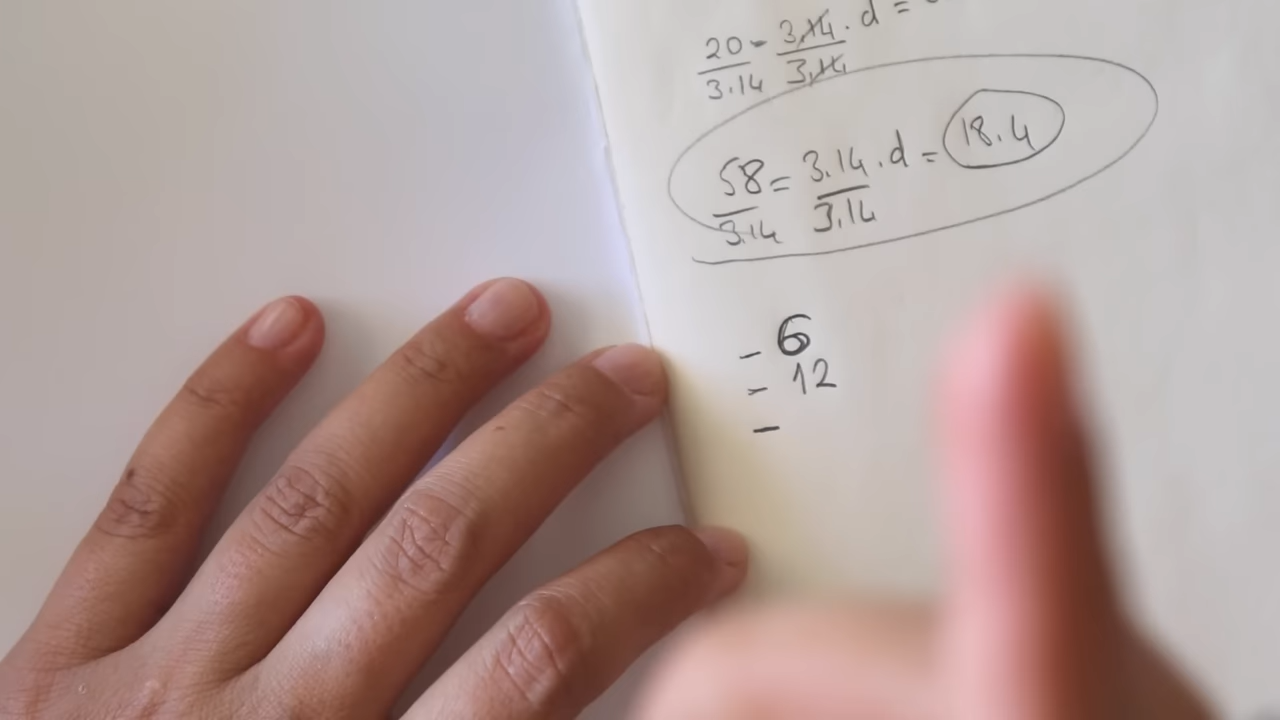 20 - 3.14 . d =
3.14 3.14
58 = 3.14 . d = 18.4
3.14 3.14
- 6
- 12
-